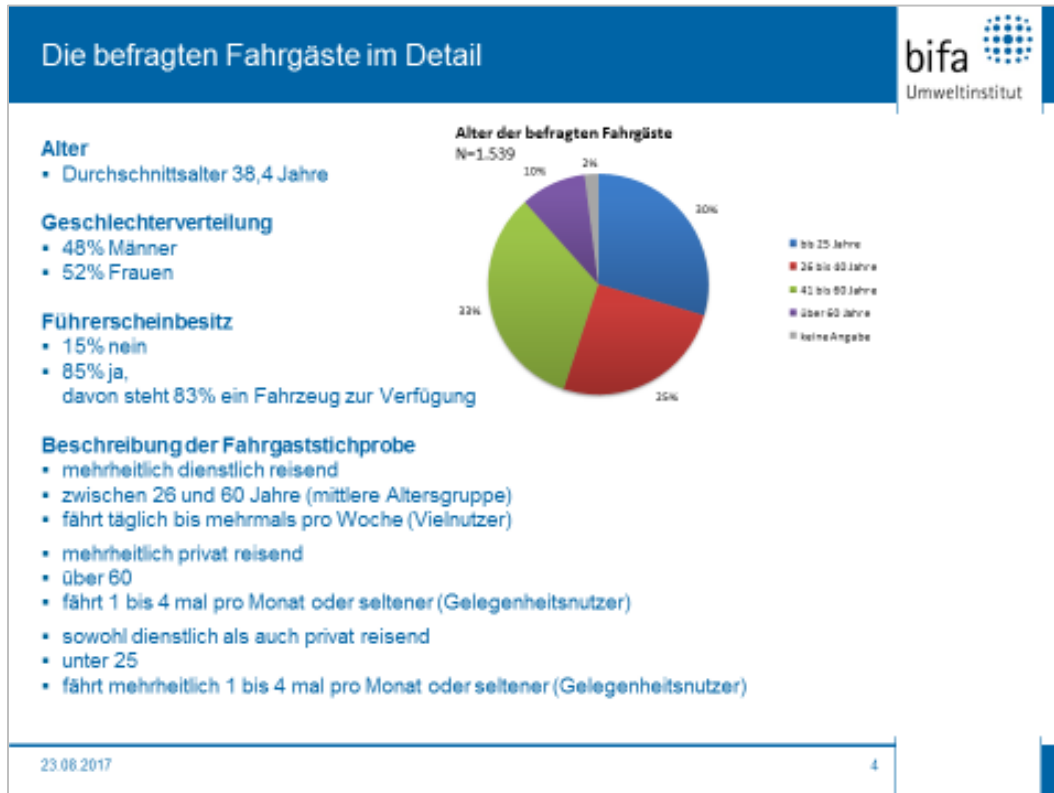 Die befragten Fahrgäste im Detail
bifa
Umweltinstitut
Alter
▪ Durchschnittsalter 38,4 Jahre
Geschlechterverteilung
▪ 48% Männer
▪ 52% Frauen
Führerscheinbesitz
▪ 15% nein
▪ 85% ja,
davon steht 83% ein Fahrzeug zur Verfügung
Alter der befragten Fahrgäste
N=1.539
2%
10%
30%
33%
25%
bis 25 Jahre
26 bis 40 Jahre
41 bis 60 Jahre
über 60 Jahre
keine Angabe
Beschreibung der Fahrgaststichprobe
▪ mehrheitlich dienstlich reisend
▪ zwischen 26 und 60 Jahre (mittlere Altersgruppe)
▪ fährt täglich bis mehrmals pro Woche (Vielnutzer)
▪ mehrheitlich privat reisend
▪ über 60
▪ fährt 1 bis 4 mal pro Monat oder seltener (Gelegenheitsnutzer)
▪ sowohl dienstlich als auch privat reisend
▪ unter 25
▪ fährt mehrheitlich 1 bis 4 mal pro Monat oder seltener (Gelegenheitsnutzer)
23.08.2017
4